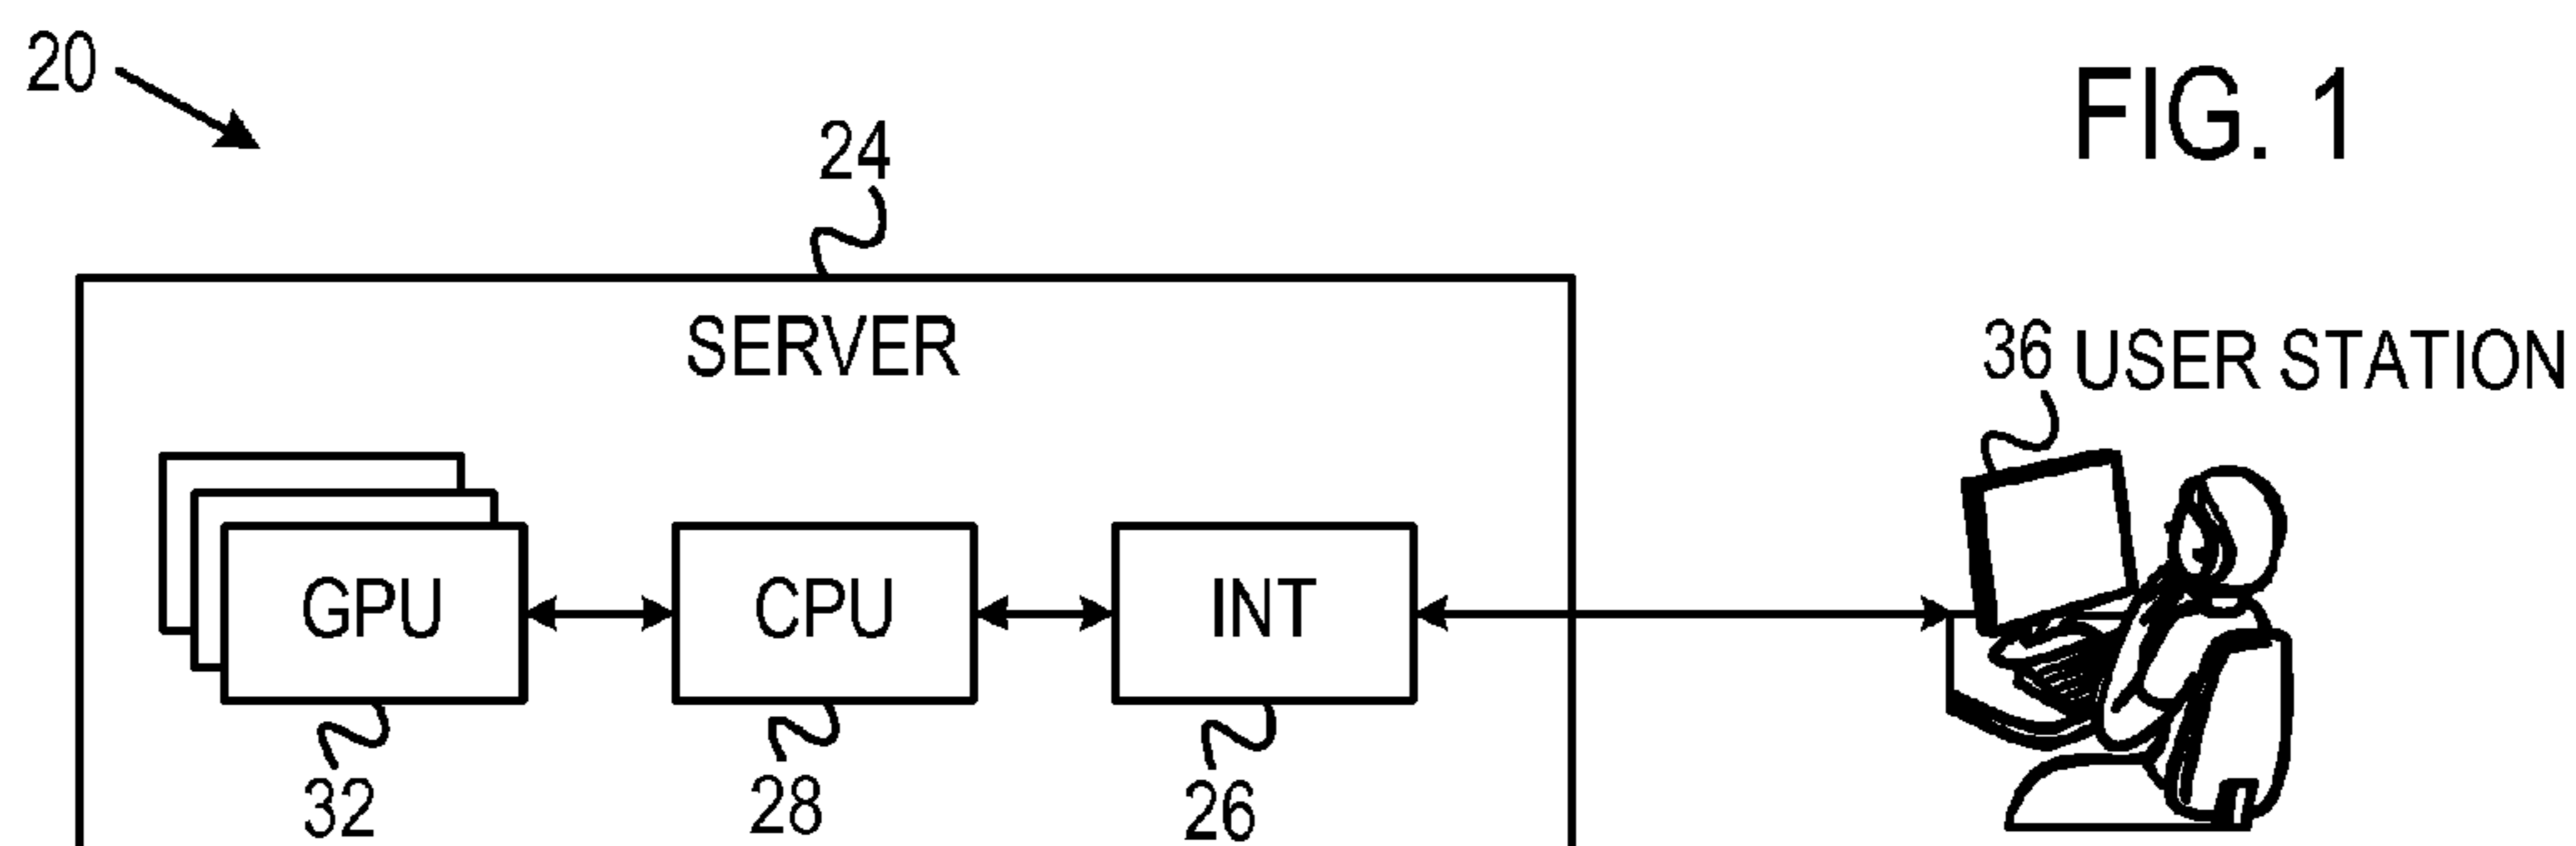 20
FIG. 1
24
SERVER
36 USER STATION
GPU
CPU
INT
32
28
26